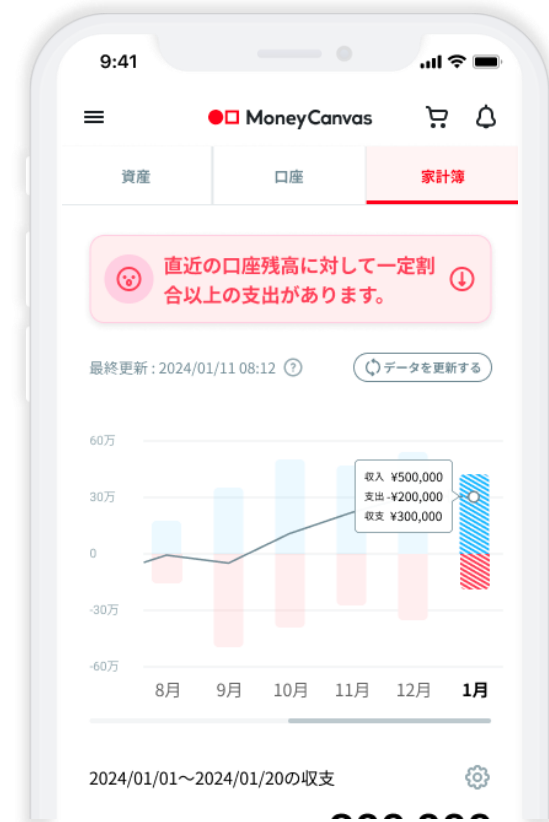 9:41
MoneyCanvas
資産
口座
家計簿
直近の口座残高に対して一定割
合以上の支出があります。
最終更新 : 2024/01/11 08:12 ?
データを更新する
60万
30万
0
-30万
-60万
収入 ¥500,000
支出 -¥200,000
収支 ¥300,000
8月 9月 10月 11月 12月 1月
2024/01/01〜2024/01/20の収支